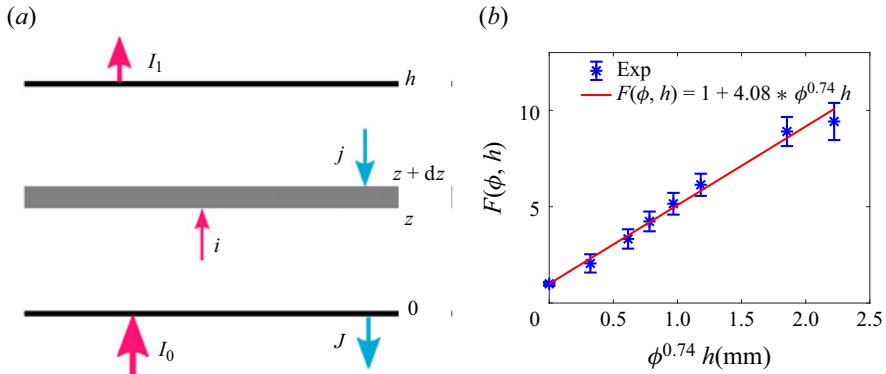 (a)
I₁
h
j
z + dz
z
i
0
I₀
J
(b)
Exp
F(ϕ, h) = 1 + 4.08 * ϕ^0.74 h
F(ϕ, h)
10
5
0
0.5
1.0
1.5
2.0
2.5
ϕ^0.74 h(mm)